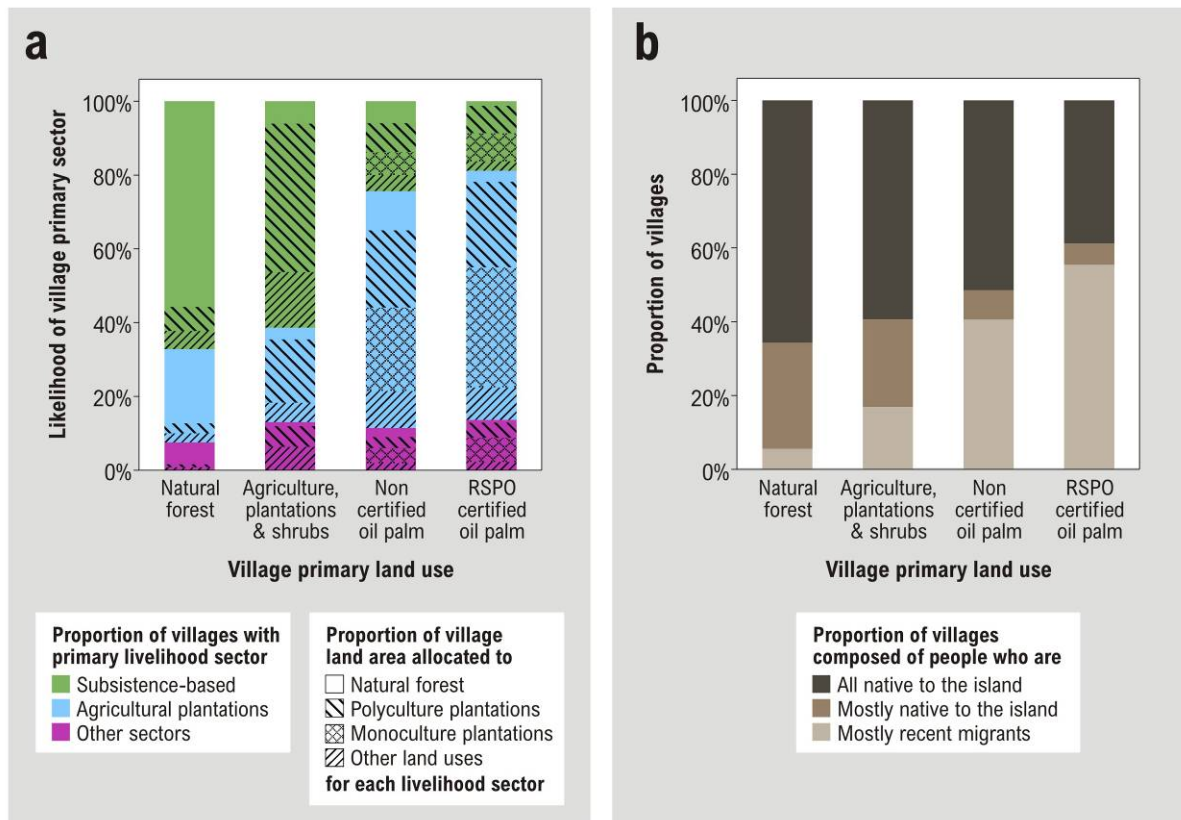 a
Likelihood of village primary sector
100%
80%
60%
40%
20%
0%
Natural
forest
Agriculture,
plantations
& shrubs
Non
certified
oil palm
RSPO
certified
oil palm
Village primary land use
Proportion of villages with
primary livelihood sector
Subsistence-based
Agricultural plantations
Other sectors
Proportion of village
land area allocated to
Natural forest
Polyculture plantations
Monoculture plantations
Other land uses
for each livelihood sector
b
Proportion of villages
100%
80%
60%
40%
20%
0%
Natural
forest
Agriculture,
plantations
& shrubs
Non
certified
oil palm
RSPO
certified
oil palm
Village primary land use
Proportion of villages
composed of people who are
All native to the island
Mostly native to the island
Mostly recent migrants